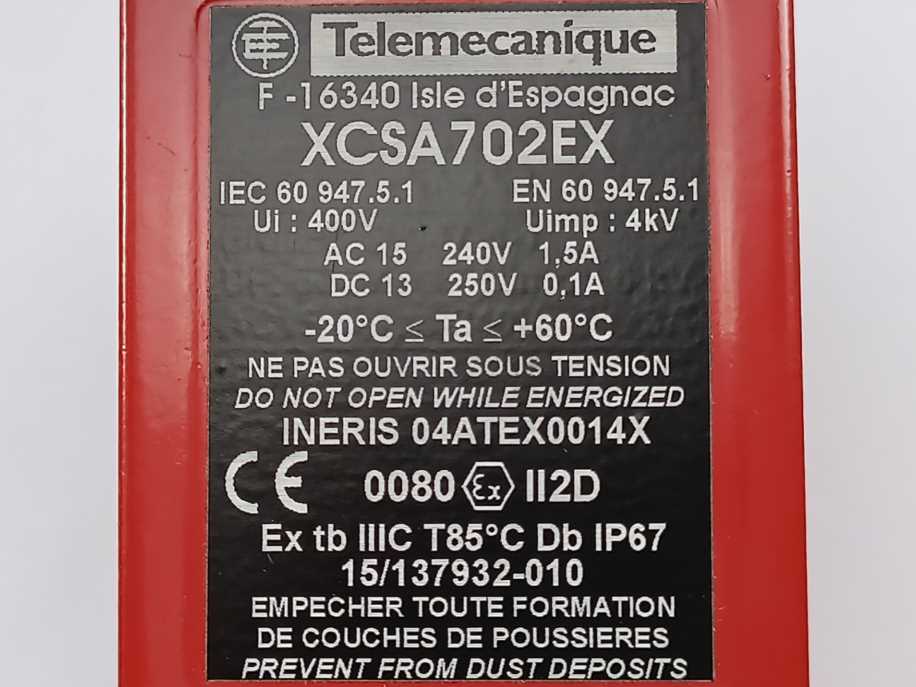 TE Telemecanique
F -16340 Isle d'Espagnac
XCSA702EX
IEC 60 947.5.1 EN 60 947.5.1
Ui : 400V Uimp : 4kV
AC 15 240V 1,5A
DC 13 250V 0,1A
-20°C ≤ Ta ≤ +60°C
NE PAS OUVRIR SOUS TENSION
DO NOT OPEN WHILE ENERGIZED
INERIS 04ATEX0014X
CE 0080 Ex II2D
Ex tb IIIC T85°C Db IP67
15/137932-010
EMPECHER TOUTE FORMATION
DE COUCHES DE POUSSIERES
PREVENT FROM DUST DEPOSITS